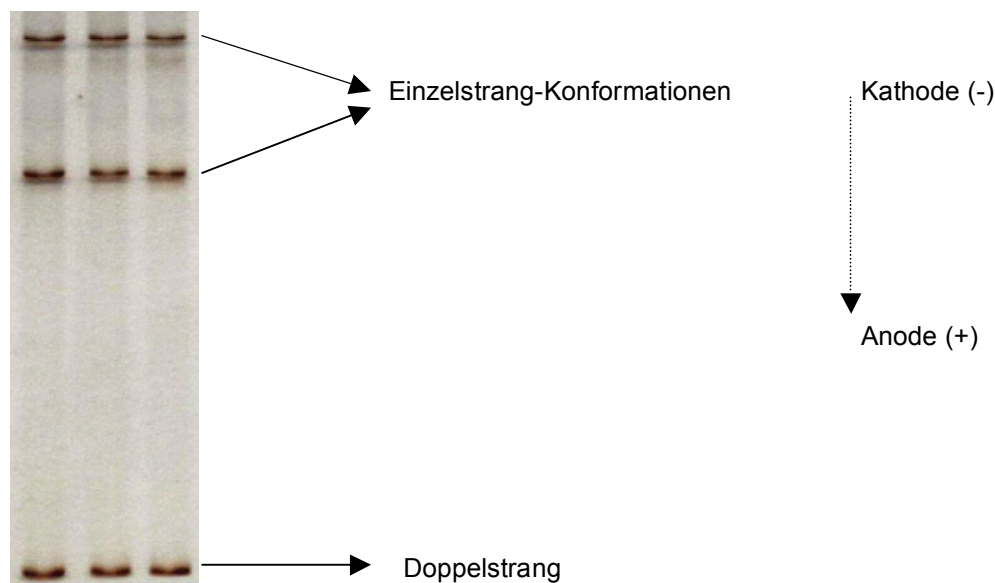 Einzelstrang-Konformationen
Kathode (-)
Anode (+)
Doppelstrang